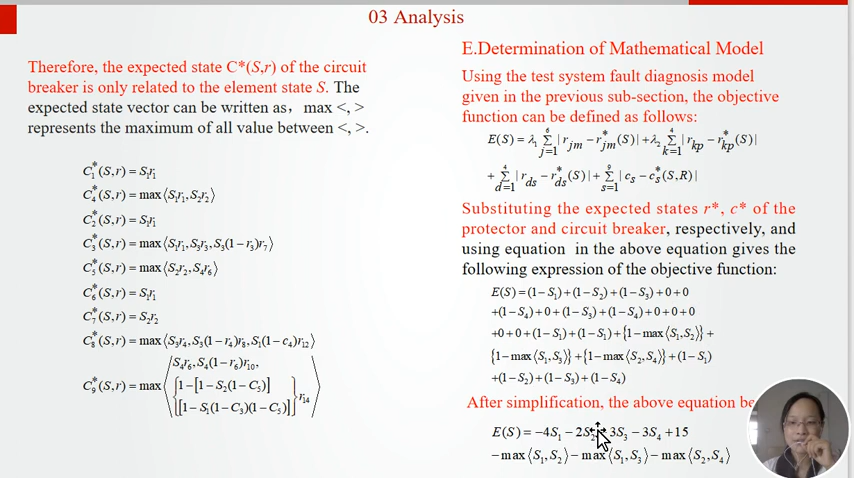 03 Analysis
Therefore, the expected state C*(S,r) of the circuit
breaker is only related to the element state S. The
expected state vector can be written as, max <, >
represents the maximum of all value between <, >.
C₁*(S,r) = S₁r₁
C₄*(S,r) = max⟨S₁r₁,S₂r₂⟩
C₂*(S,r) = S₁r₁
C₃*(S,r) = max⟨S₁r₁,S₃r₃,S₃(1−r₃)r₇⟩
C₅*(S,r) = max⟨S₂r₂,S₄r₆⟩
C₆*(S,r) = S₁r₁
C₇*(S,r) = S₂r₂
C₈*(S,r) = max⟨S₃r₄,S₃(1−r₄)r₈,S₁(1−c₄)r₁₂⟩
C₉*(S,r) = max⟨S₄r₆,S₄(1−r₆)r₁₀,
{1−[1−S₂(1−C₅)]
[[1−S₁(1−C₃)(1−C₅)]}r₁₄⟩
E.Determination of Mathematical Model
Using the test system fault diagnosis model
given in the previous sub-section, the objective
function can be defined as follows:
E(S) = λ₁ Σ_{j=1}^{6} |r_{jm} − r*_{jm}(S)| + λ₂ Σ_{k=1}^{4} |r_{kp} − r*_{kp}(S)|
+ Σ_{d=1}^{4} |r_{ds} − r*_{ds}(S)| + Σ_{s=1}^{9} |c_s − c*_s(S,R)|
Substituting the expected states r*, c* of the
protector and circuit breaker, respectively, and
using equation in the above equation gives the
following expression of the objective function:
E(S)=(1−S₁)+(1−S₂)+(1−S₃)+0+0
+(1−S₄)+0+(1−S₃)+(1−S₄)+0+0+0
+0+0+(1−S₁)+(1−S₁)+{1−max⟨S₁,S₂⟩}+
{1−max⟨S₁,S₃⟩}+{1−max⟨S₂,S₄⟩}+(1−S₁)
+(1−S₂)+(1−S₃)+(1−S₄)
After simplification, the above equation be
E(S)=−4S₁−2S₂ 3S₃−3S₄+15
−max⟨S₁,S₂⟩−max⟨S₁,S₃⟩−max⟨S₂,S₄⟩